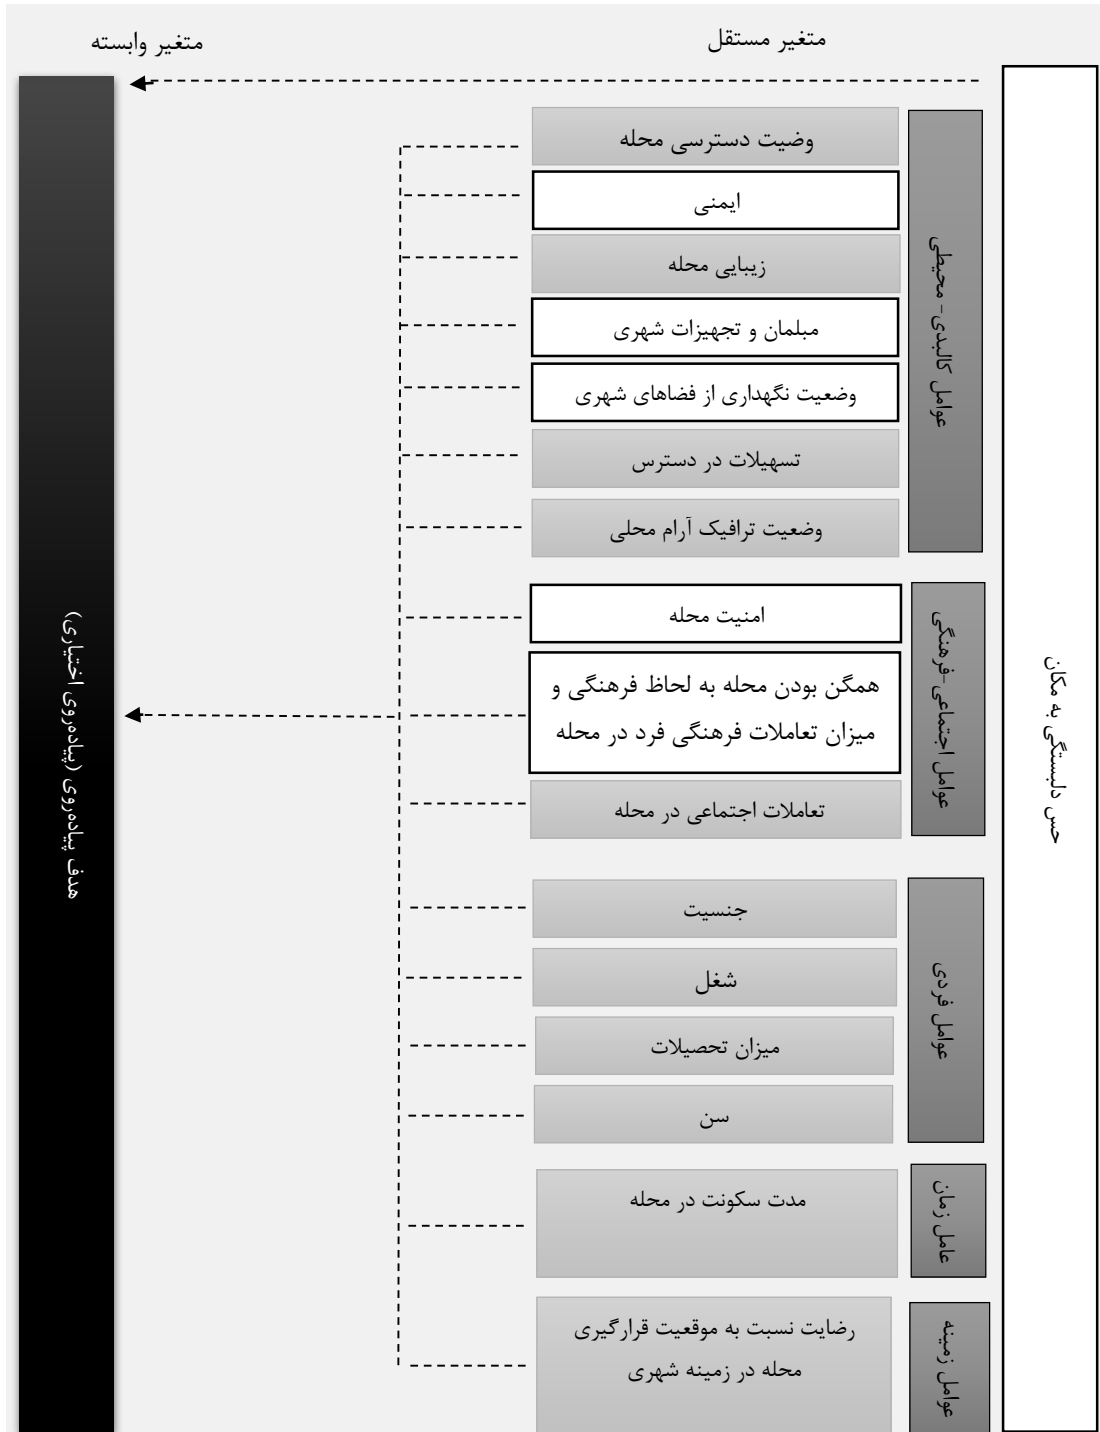 متغیر مستقل
متغیر وابسته
حس دلبستگی به مکان
عوامل کالبدی- محیطی
وضیت دسترسی محله
ایمنی
زیبایی محله
مبلمان و تجهیزات شهری
وضعیت نگهداری از فضاهای شهری
تسهیلات در دسترس
وضعیت ترافیک آرام محلی
عوامل اجتماعی-فرهنگی
امنیت محله
همگن بودن محله به لحاظ فرهنگی و
میزان تعاملات فرهنگی فرد در محله
تعاملات اجتماعی در محله
عوامل فردی
جنسیت
شغل
میزان تحصیلات
سن
عامل زمان
مدت سکونت در محله
عوامل زمینه
رضایت نسبت به موقعیت قرارگیری
محله در زمینه شهری
هدف پیاده‌روی (پیاده‌روی اختیاری)